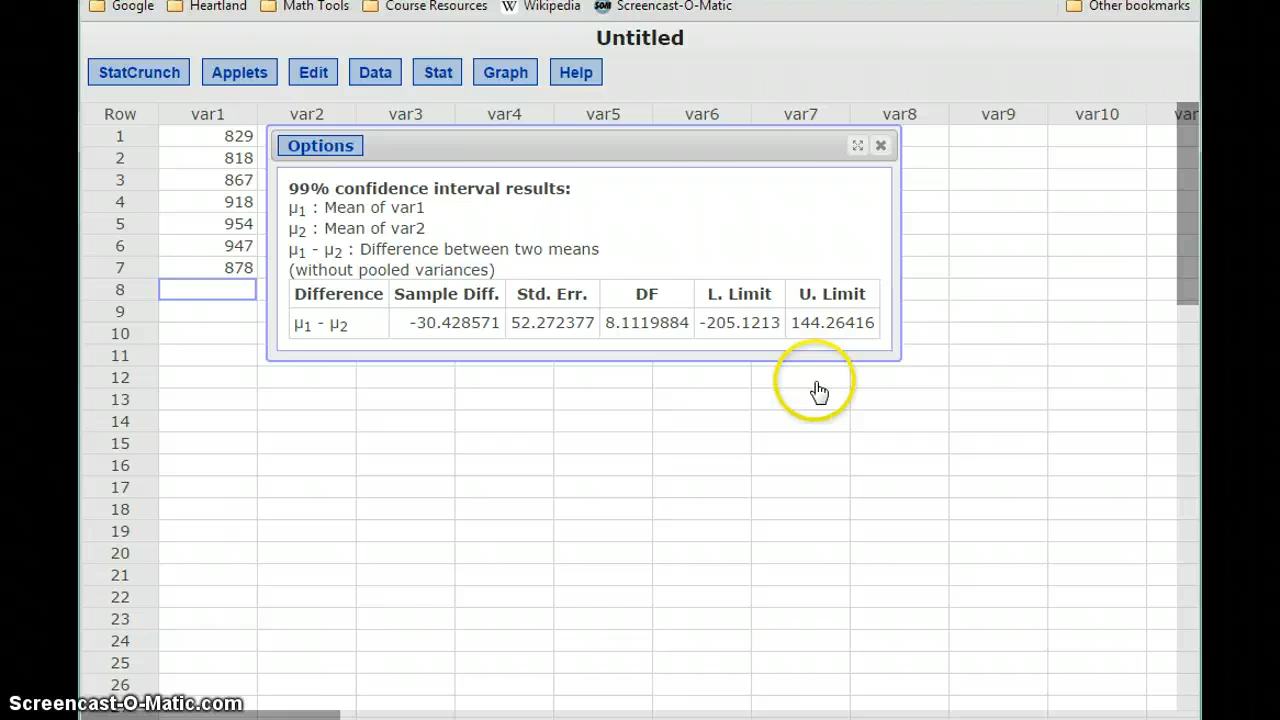 Google Heartland Math Tools Course Resources W Wikipedia SOM Screencast-O-Matic Other bookmarks
Untitled
StatCrunch Applets Edit Data Stat Graph Help
Row var1 var2 var3 var4 var5 var6 var7 var8 var9 var10 var
1 829
2 818
3 867
4 918
5 954
6 947
7 878
8
9
10
11
12
13
14
15
16
17
18
19
20
21
22
23
24
25
26
Options
99% confidence interval results:
μ1 : Mean of var1
μ2 : Mean of var2
μ1 - μ2 : Difference between two means
(without pooled variances)
Difference Sample Diff. Std. Err. DF L. Limit U. Limit
μ1 - μ2 -30.428571 52.272377 8.1119884 -205.1213 144.26416
Screencast-O-Matic.com